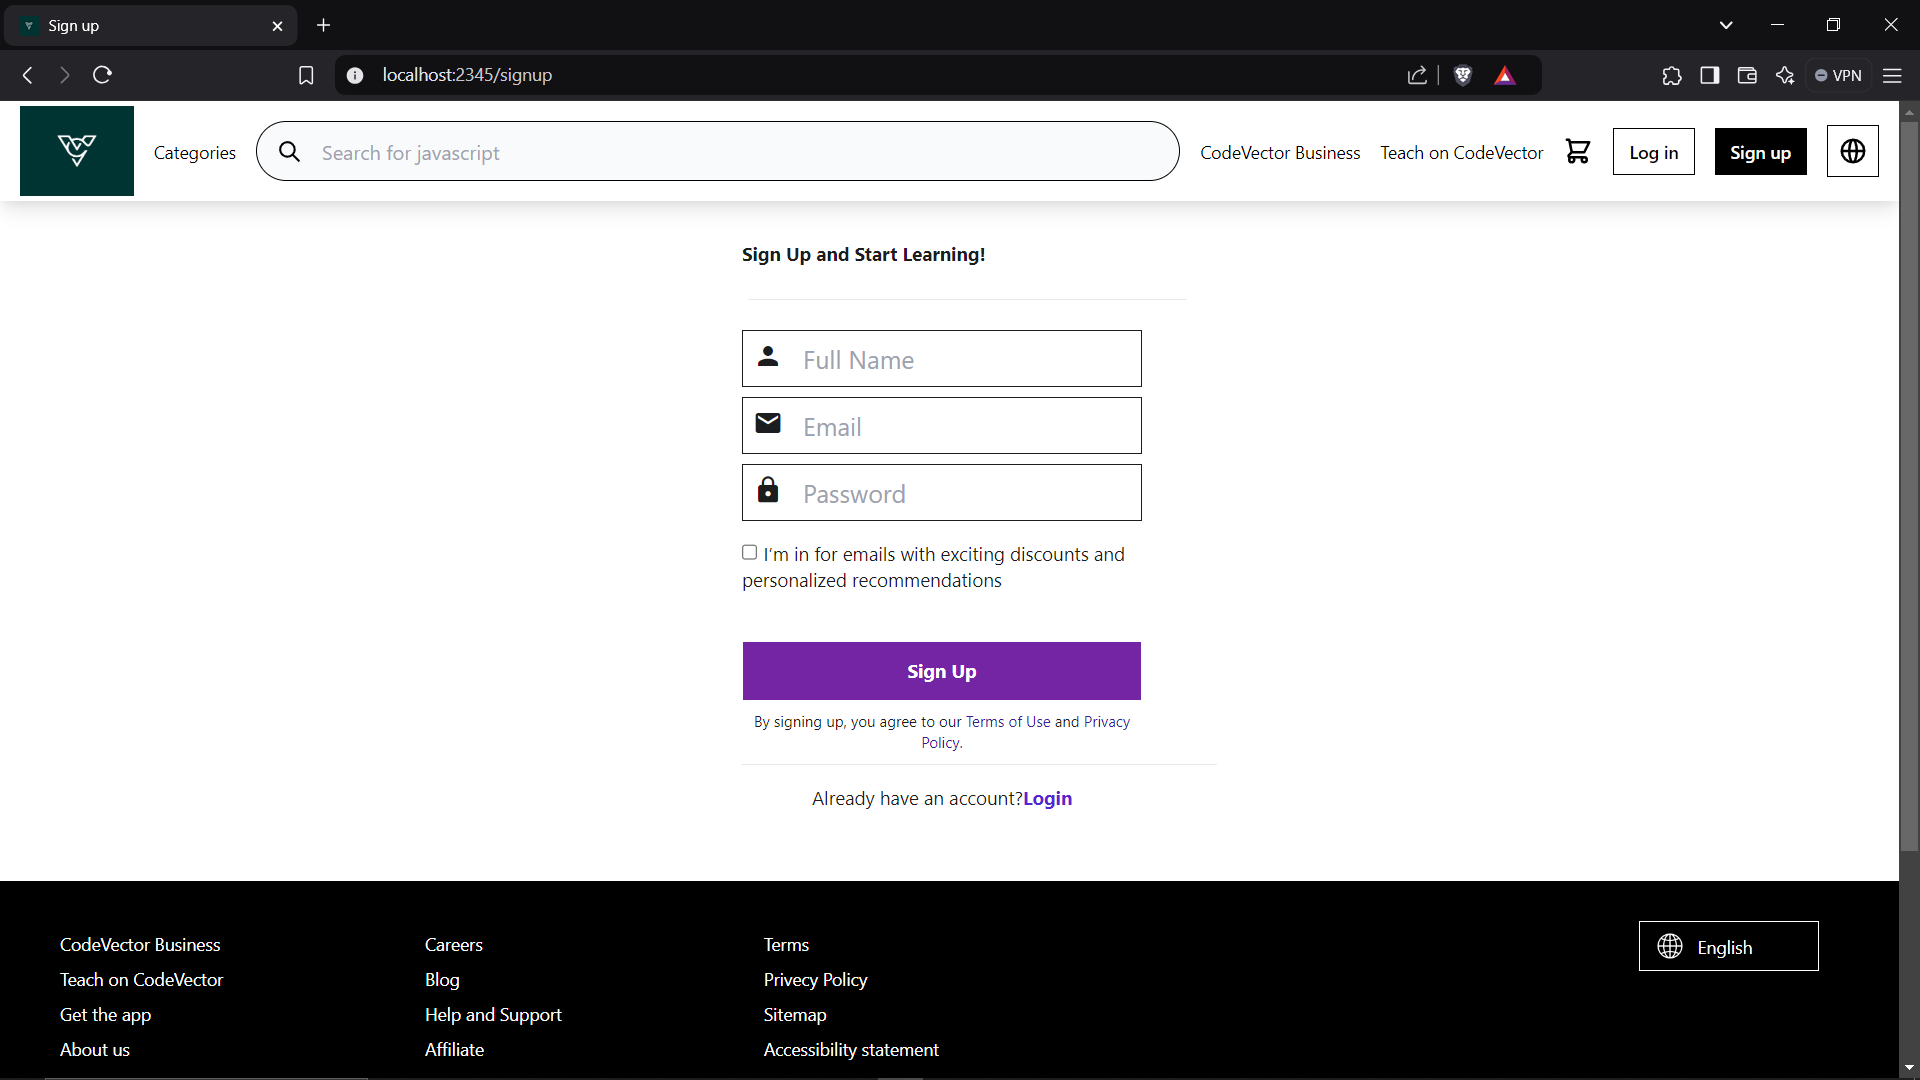 Sign up
localhost:2345/signup
VPN
Categories
Search for javascript
CodeVector Business
Teach on CodeVector
Log in
Sign up
Sign Up and Start Learning!
Full Name
Email
Password
I'm in for emails with exciting discounts and
personalized recommendations
Sign Up
By signing up, you agree to our Terms of Use and Privacy
Policy.
Already have an account?Login
CodeVector Business
Teach on CodeVector
Get the app
About us
Careers
Blog
Help and Support
Affiliate
Terms
Privecy Policy
Sitemap
Accessibility statement
English